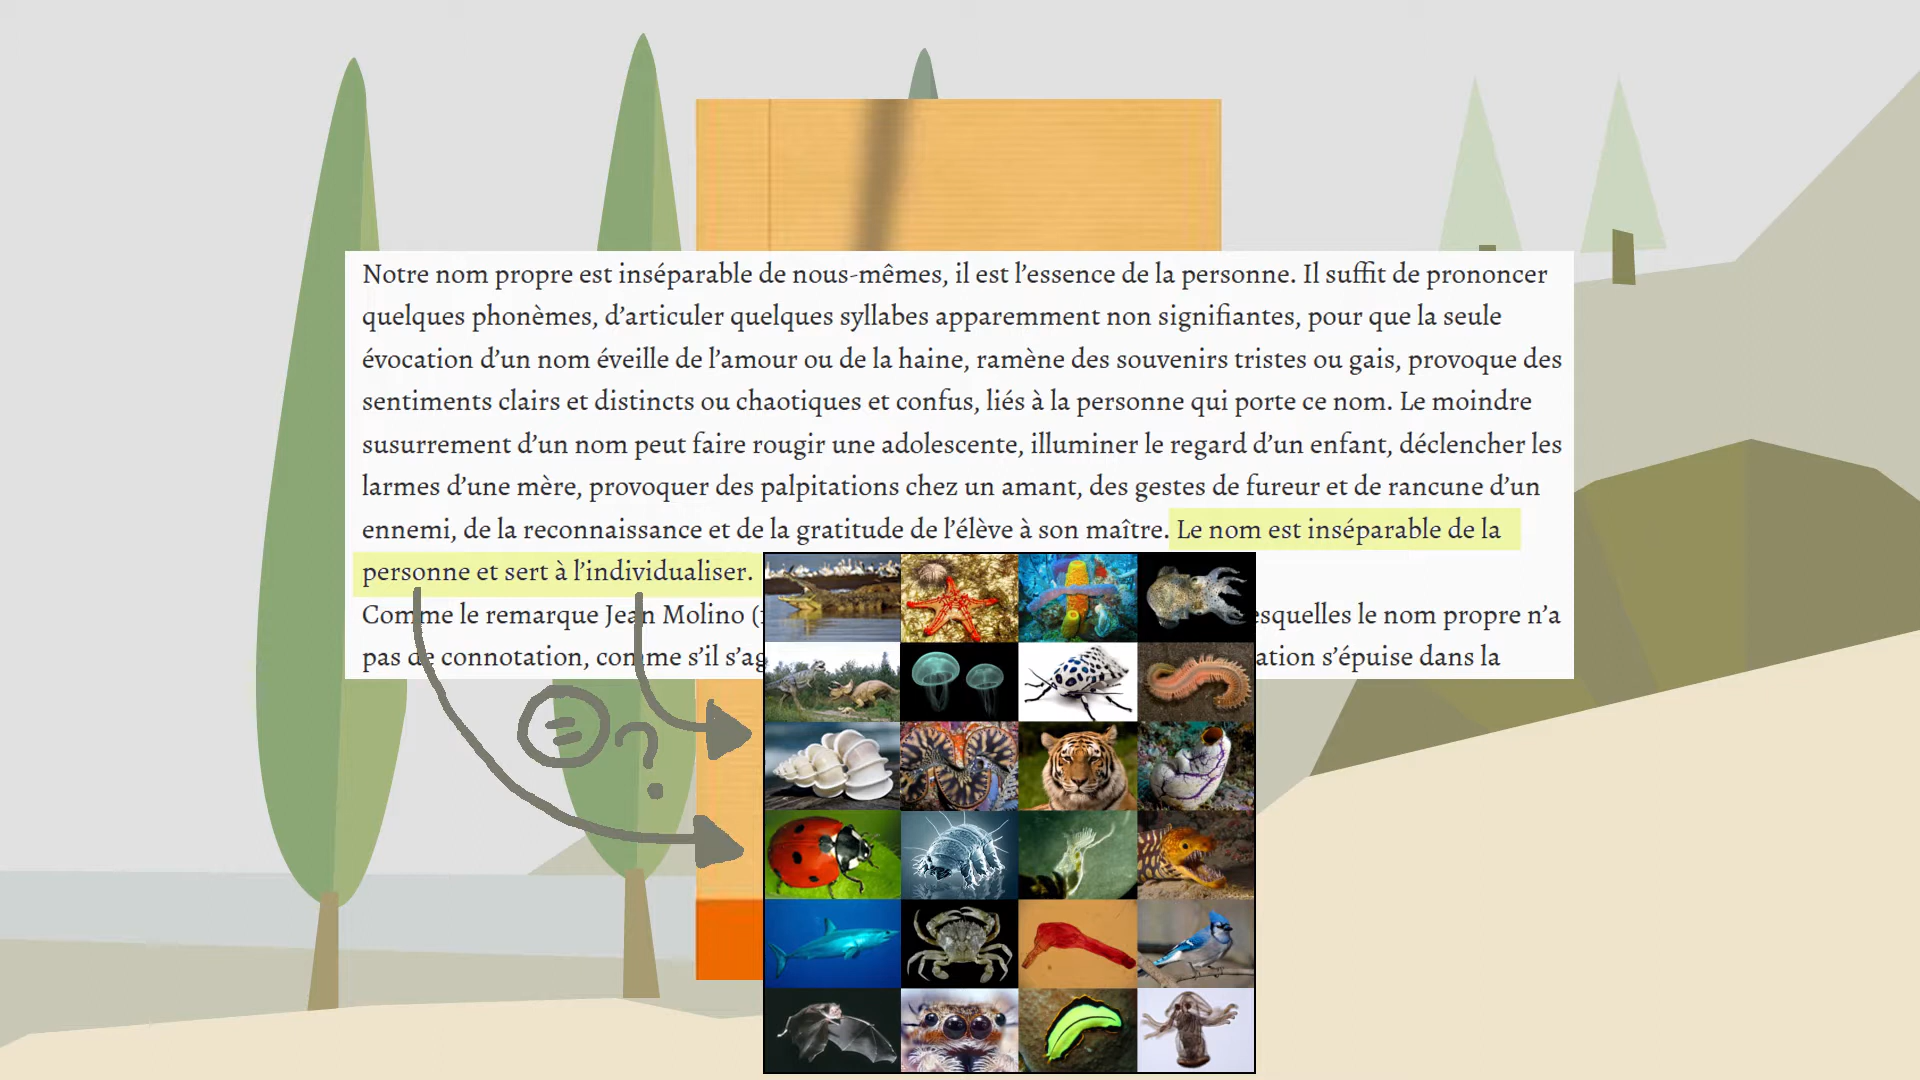 Notre nom propre est inséparable de nous-mêmes, il est l’essence de la personne. Il suffit de prononcer
quelques phonèmes, d’articuler quelques syllabes apparemment non signifiantes, pour que la seule
évocation d’un nom éveille de l’amour ou de la haine, ramène des souvenirs tristes ou gais, provoque des
sentiments clairs et distincts ou chaotiques et confus, liés à la personne qui porte ce nom. Le moindre
susurrement d’un nom peut faire rougir une adolescente, illuminer le regard d’un enfant, déclencher les
larmes d’une mère, provoquer des palpitations chez un amant, des gestes de fureur et de rancune d’un
ennemi, de la reconnaissance et de la gratitude de l’élève à son maître. Le nom est inséparable de la
personne et sert à l’individualiser.
Comme le remarque Jean Molino ( esquelles le nom propre n’a
pas de connotation, comme s’il s’ag ation s’épuise dans la
= ?